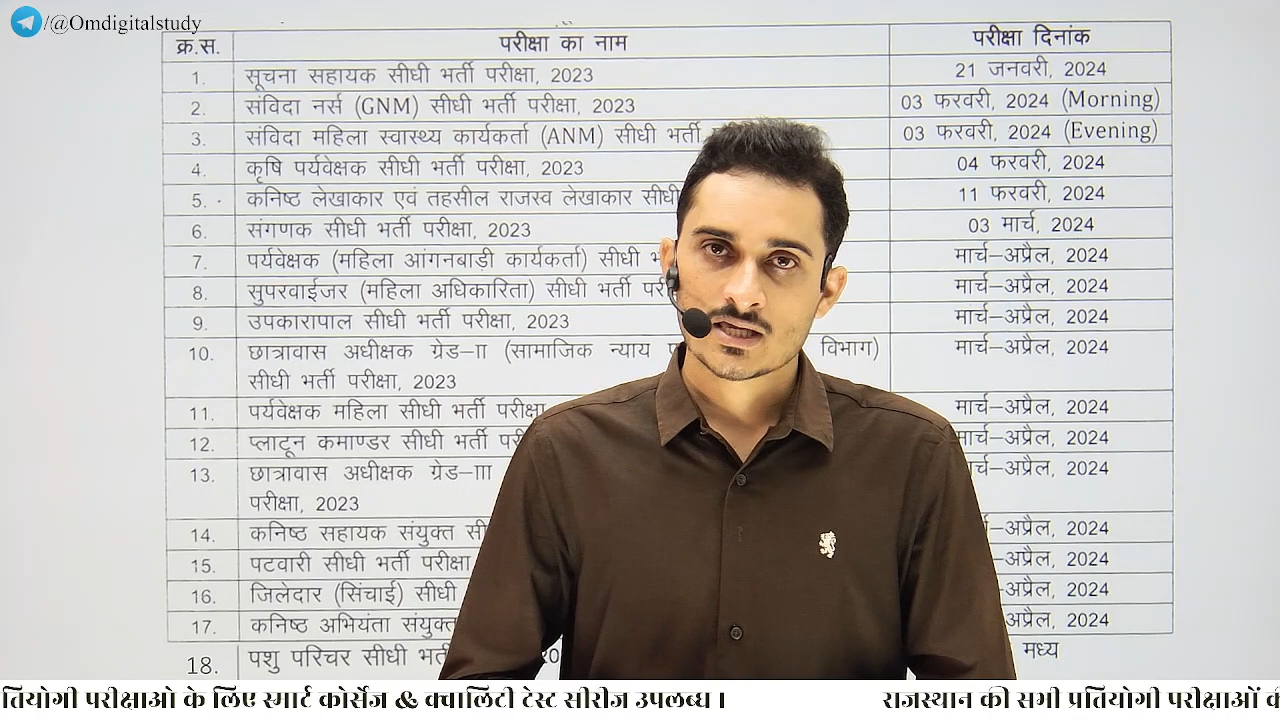 /@Omdigitalstudy
क्र.स. परीक्षा का नाम परीक्षा दिनांक
1. सूचना सहायक सीधी भर्ती परीक्षा, 2023 21 जनवरी, 2024
2. संविदा नर्स (GNM) सीधी भर्ती परीक्षा, 2023 03 फरवरी, 2024 (Morning)
3. संविदा महिला स्वास्थ्य कार्यकर्ता (ANM) सीधी भर्ती 03 फरवरी, 2024 (Evening)
4. कृषि पर्यवेक्षक सीधी भर्ती परीक्षा, 2023 04 फरवरी, 2024
5. कनिष्ठ लेखाकार एवं तहसील राजस्व लेखाकार सीधी 11 फरवरी, 2024
6. संगणक सीधी भर्ती परीक्षा, 2023 03 मार्च, 2024
7. पर्यवेक्षक (महिला आंगनबाड़ी कार्यकर्ता) सीधी मार्च–अप्रैल, 2024
8. सुपरवाईजर (महिला अधिकारिता) सीधी भर्ती मार्च–अप्रैल, 2024
9. उपकारापाल सीधी भर्ती परीक्षा, 2023 मार्च–अप्रैल, 2024
10. छात्रावास अधीक्षक ग्रेड–II (सामाजिक न्याय विभाग) मार्च–अप्रैल, 2024
सीधी भर्ती परीक्षा, 2023
11. पर्यवेक्षक महिला सीधी भर्ती परीक्षा मार्च–अप्रैल, 2024
12. प्लाटून कमाण्डर सीधी भर्ती मार्च–अप्रैल, 2024
13. छात्रावास अधीक्षक ग्रेड–III मार्च–अप्रैल, 2024
परीक्षा, 2023
14. कनिष्ठ सहायक संयुक्त –अप्रैल, 2024
15. पटवारी सीधी भर्ती परीक्षा –अप्रैल, 2024
16. जिलेदार (सिंचाई) सीधी –अप्रैल, 2024
17. कनिष्ठ अभियंता संयुक्त अप्रैल, 2024
18. पशु परिचर सीधी मध्य
तियोगी परीक्षाओ के लिए स्मार्ट कोर्सेज & क्वालिटी टेस्ट सीरीज उपलब्ध । राजस्थान की सभी प्रतियोगी परीक्षाओं